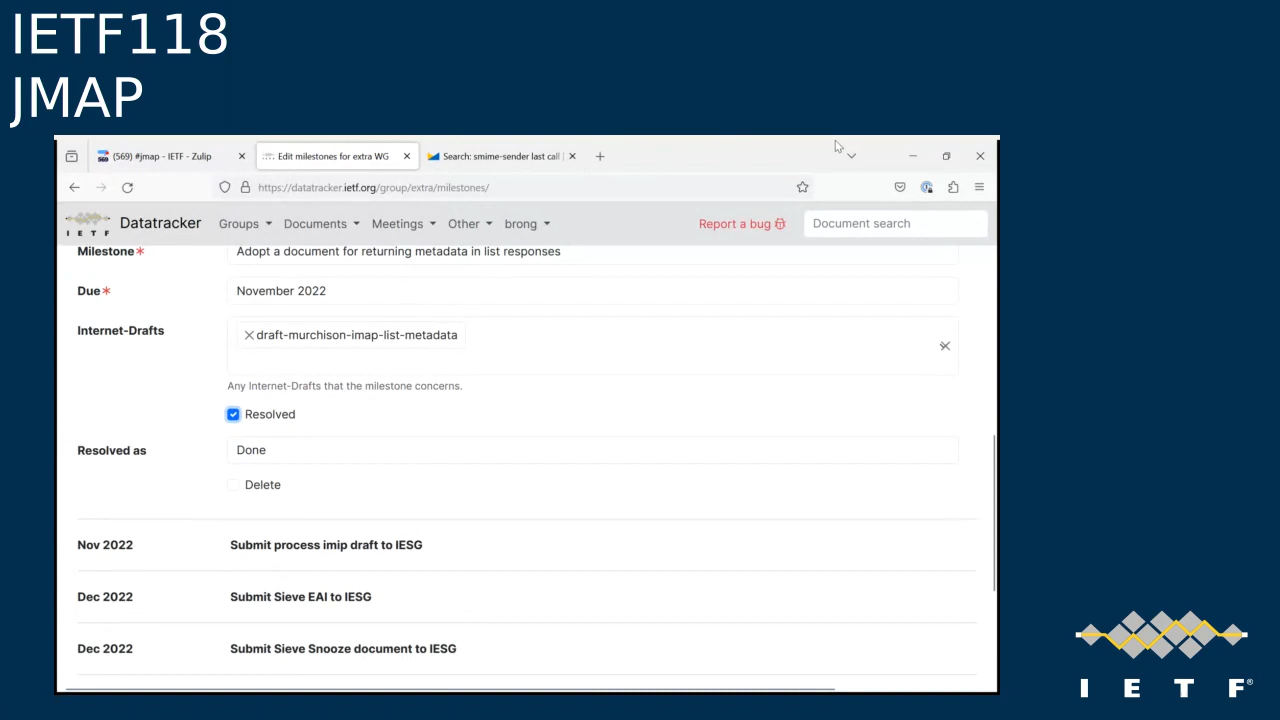 IETF118
JMAP
(569) #jmap - IETF - Zulip
Edit milestones for extra WG
Search: smime-sender last call |
https://datatracker.ietf.org/group/extra/milestones/
I E T F
Datatracker
Groups
Documents
Meetings
Other
brong
Report a bug
Document search
Milestone*
Adopt a document for returning metadata in list responses
Due*
November 2022
Internet-Drafts
draft-murchison-imap-list-metadata
Any Internet-Drafts that the milestone concerns.
Resolved
Resolved as
Done
Delete
Nov 2022
Submit process imip draft to IESG
Dec 2022
Submit Sieve EAI to IESG
Dec 2022
Submit Sieve Snooze document to IESG
I E T F®